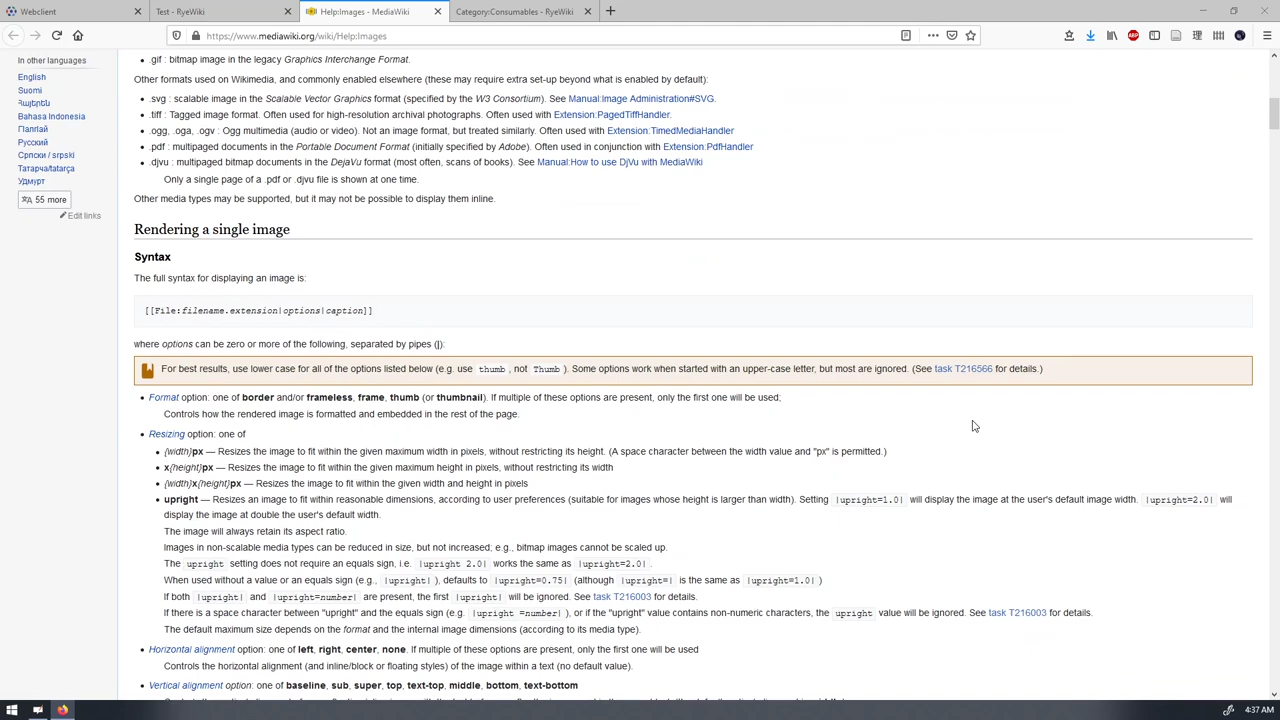 Webclient
Test - RyeWiki
Help:Images - MediaWiki
Category:Consumables - RyeWiki
https://www.mediawiki.org/wiki/Help:Images
In other languages
English
Suomi
Հայերեն
Bahasa Indonesia
Русский
Српски / srpski
Татарча/tatarça
Удмурт
55 more
Edit links
.gif : bitmap image in the legacy Graphics Interchange Format.
Other formats used on Wikimedia, and commonly enabled elsewhere (these may require extra set-up beyond what is enabled by default):
.svg : scalable image in the Scalable Vector Graphics format (specified by the W3 Consortium). See Manual:Image Administration#SVG.
.tiff : Tagged image format. Often used for high-resolution archival photographs. Often used with Extension:PagedTiffHandler.
.ogg, .oga, .ogv : Ogg multimedia (audio or video). Not an image format, but treated similarly. Often used with Extension:TimedMediaHandler
.pdf : multipaged documents in the Portable Document Format (initially specified by Adobe). Often used in conjunction with Extension:PdfHandler
.djvu : multipaged bitmap documents in the DejaVu format (most often, scans of books). See Manual:How to use DjVu with MediaWiki
Only a single page of a .pdf or .djvu file is shown at one time.
Other media types may be supported, but it may not be possible to display them inline.
Rendering a single image
Syntax
The full syntax for displaying an image is:
[[File:filename.extension|options|caption]]
where options can be zero or more of the following, separated by pipes (|):
For best results, use lower case for all of the options listed below (e.g. use thumb, not Thumb). Some options work when started with an upper-case letter, but most are ignored. (See task T216566 for details.)
Format option: one of border and/or frameless, frame, thumb (or thumbnail). If multiple of these options are present, only the first one will be used;
Controls how the rendered image is formatted and embedded in the rest of the page.
Resizing option: one of
{width}px — Resizes the image to fit within the given maximum width in pixels, without restricting its height. (A space character between the width value and "px" is permitted.)
x{height}px — Resizes the image to fit within the given maximum height in pixels, without restricting its width
{width}x{height}px — Resizes the image to fit within the given width and height in pixels
upright — Resizes an image to fit within reasonable dimensions, according to user preferences (suitable for images whose height is larger than width). Setting |upright=1.0| will display the image at the user's default image width. |upright=2.0| will
display the image at double the user's default width.
The image will always retain its aspect ratio.
Images in non-scalable media types can be reduced in size, but not increased; e.g., bitmap images cannot be scaled up.
The upright setting does not require an equals sign, i.e. |upright 2.0| works the same as |upright=2.0|.
When used without a value or an equals sign (e.g., |upright|), defaults to |upright=0.75| (although |upright=| is the same as |upright=1.0|)
If both |upright| and |upright=number| are present, the first |upright| will be ignored. See task T216003 for details.
If there is a space character between "upright" and the equals sign (e.g. |upright =number|), or if the "upright" value contains non-numeric characters, the upright value will be ignored. See task T216003 for details.
The default maximum size depends on the format and the internal image dimensions (according to its media type).
Horizontal alignment option: one of left, right, center, none. If multiple of these options are present, only the first one will be used
Controls the horizontal alignment (and inline/block or floating styles) of the image within a text (no default value).
Vertical alignment option: one of baseline, sub, super, top, text-top, middle, bottom, text-bottom
4:37 AM